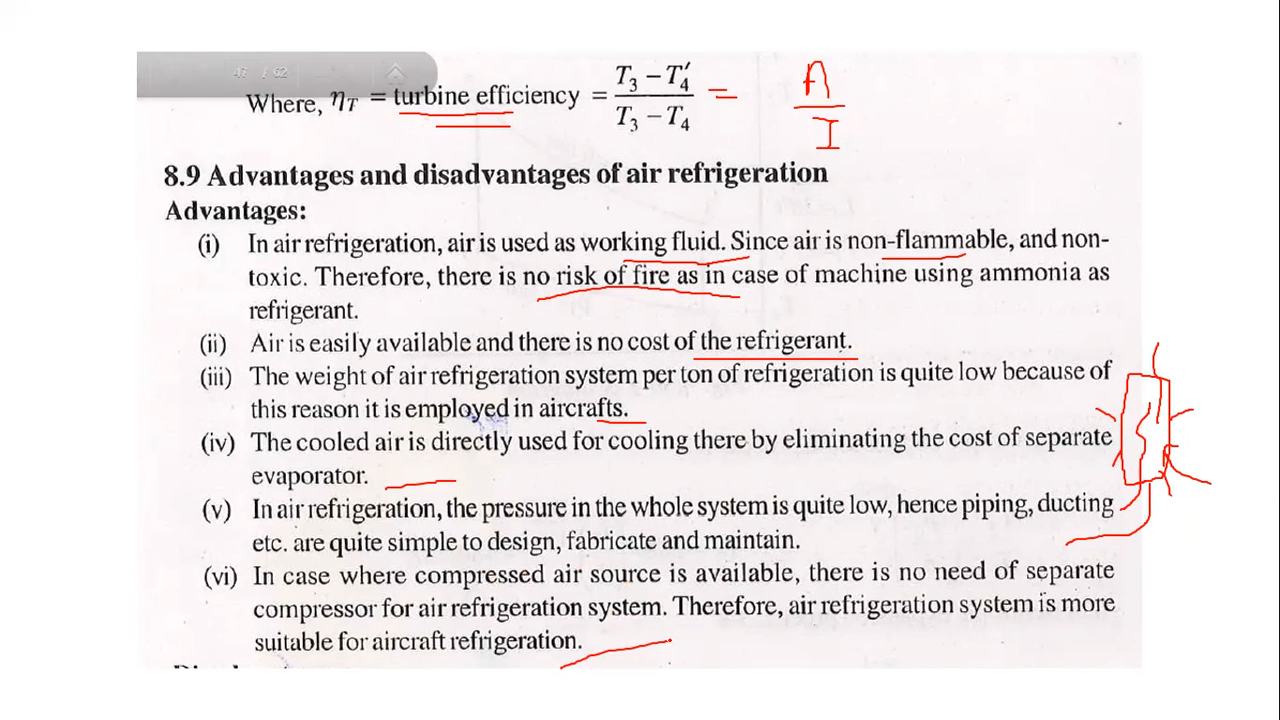 47 / 62
Where, η_T = turbine efficiency = (T₃ − T₄′) / (T₃ − T₄) = A / I
8.9 Advantages and disadvantages of air refrigeration
Advantages:
(i) In air refrigeration, air is used as working fluid. Since air is non-flammable, and non-
toxic. Therefore, there is no risk of fire as in case of machine using ammonia as
refrigerant.
(ii) Air is easily available and there is no cost of the refrigerant.
(iii) The weight of air refrigeration system per ton of refrigeration is quite low because of
this reason it is employed in aircrafts.
(iv) The cooled air is directly used for cooling there by eliminating the cost of separate
evaporator.
(v) In air refrigeration, the pressure in the whole system is quite low, hence piping, ducting
etc. are quite simple to design, fabricate and maintain.
(vi) In case where compressed air source is available, there is no need of separate
compressor for air refrigeration system. Therefore, air refrigeration system is more
suitable for aircraft refrigeration.